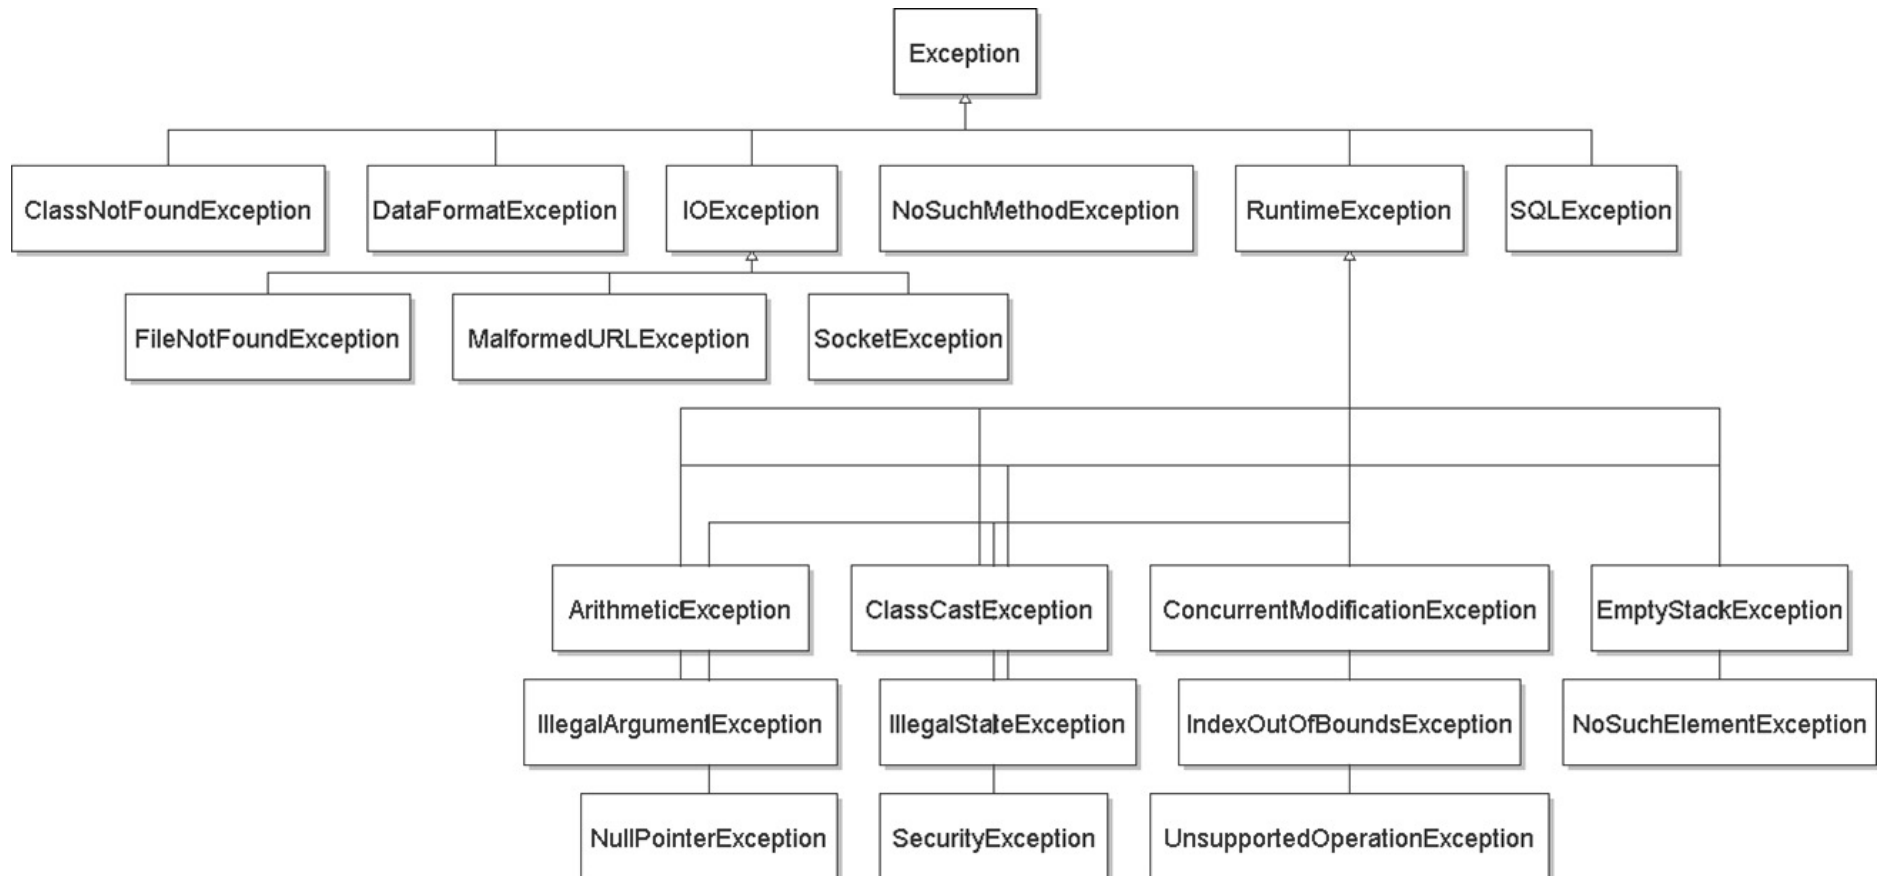 Exception
ClassNotFoundException
DataFormatException
IOException
NoSuchMethodException
RuntimeException
SQLException
FileNotFoundException
MalformedURLException
SocketException
ArithmeticException
ClassCastException
ConcurrentModificationException
EmptyStackException
IllegalArgumentException
IllegalStateException
IndexOutOfBoundsException
NoSuchElementException
NullPointerException
SecurityException
UnsupportedOperationException